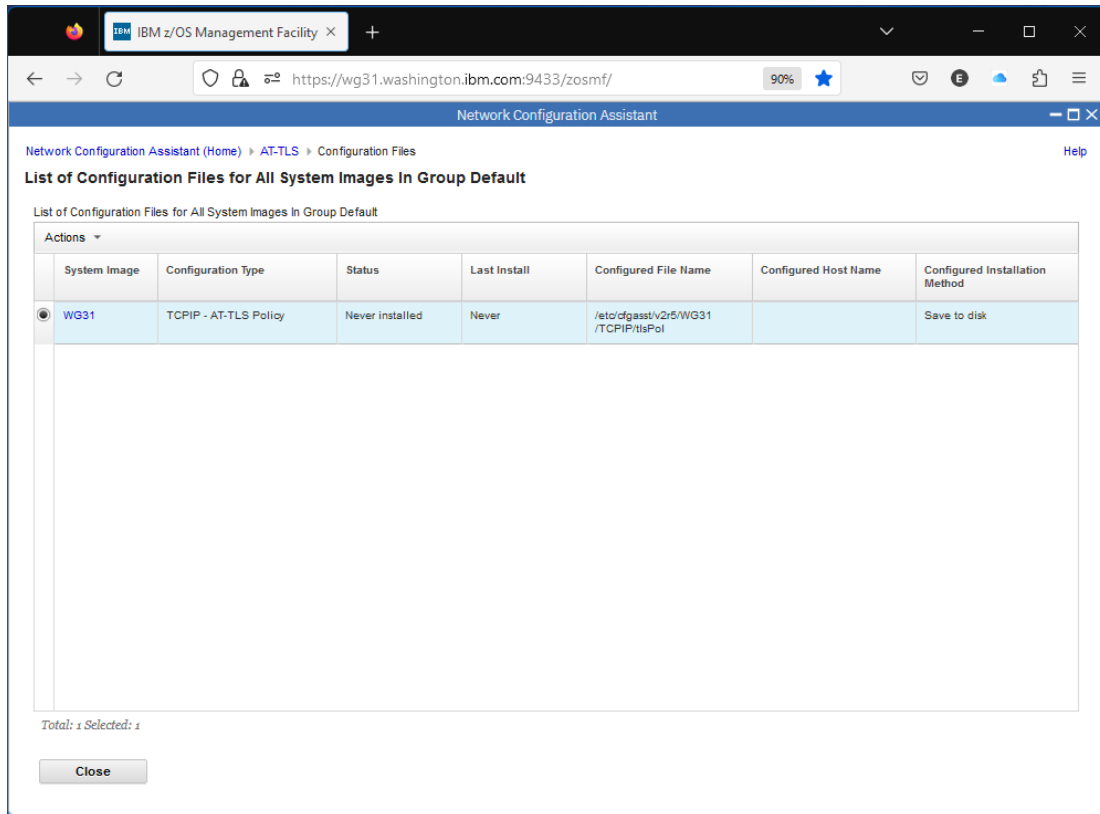 IBM IBM z/OS Management Facility
https://wg31.washington.ibm.com:9433/zosmf/ 90% E
Network Configuration Assistant
Network Configuration Assistant (Home) AT-TLS Configuration Files Help
List of Configuration Files for All System Images In Group Default
List of Configuration Files for All System Images In Group Default
Actions
System Image Configuration Type Status Last Install Configured File Name Configured Host Name Configured Installation
Method
WG31 TCPIP - AT-TLS Policy Never installed Never /etc/cfgasst/v2r5/WG31 Save to disk
/TCPIP/tlsPol
Total: 1 Selected: 1
Close